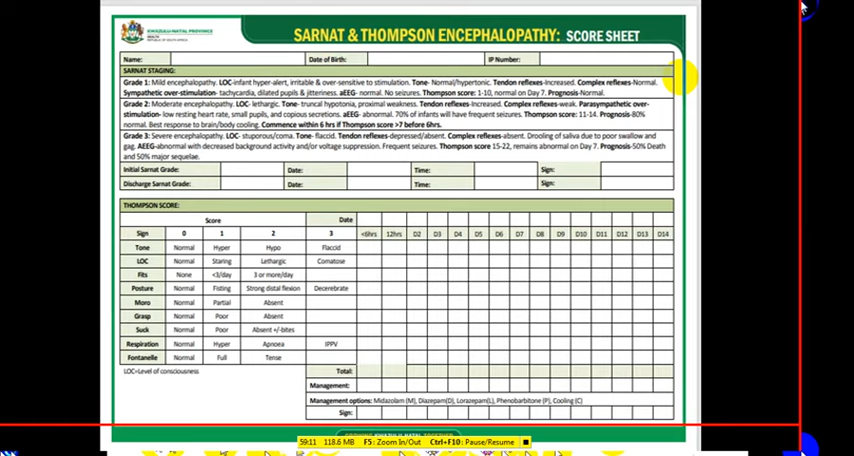 KWAZULU-NATAL PROVINCE
HEALTH
REPUBLIC OF SOUTH AFRICA
SARNAT & THOMPSON ENCEPHALOPATHY: SCORE SHEET
Name: Date of Birth: IP Number:
SARNAT STAGING:
Grade 1: Mild encephalopathy. LOC-infant hyper-alert, irritable & over-sensitive to stimulation. Tone- Normal/hypertonic. Tendon reflexes-Increased. Complex reflexes-Normal.
Sympathetic over-stimulation- tachycardia, dilated pupils & jitteriness. aEEG- normal. No seizures. Thompson score: 1-10, normal on Day 7. Prognosis-Normal.
Grade 2: Moderate encephalopathy. LOC- lethargic. Tone- truncal hypotonia, proximal weakness. Tendon reflexes-Increased. Complex reflexes-weak. Parasympathetic over-
stimulation- low resting heart rate, small pupils, and copious secretions. aEEG- abnormal. 70% of infants will have frequent seizures. Thompson score: 11-14. Prognosis-80%
normal. Best response to brain/body cooling. Commence within 6 hrs if Thompson score >7 before 6hrs.
Grade 3: Severe encephalopathy. LOC- stuporous/coma. Tone- flaccid. Tendon reflexes-depressed/absent. Complex reflexes-absent. Drooling of saliva due to poor swallow and
gag. AEEG-abnormal with decreased background activity and/or voltage suppression. Frequent seizures. Thompson score 15-22, remains abnormal on Day 7. Prognosis-50% Death
and 50% major sequelae.
Initial Sarnat Grade: Date: Time: Sign:
Discharge Sarnat Grade: Date: Time: Sign:
THOMPSON SCORE:
Score Date
Sign 0 1 2 3 <6hrs 12hrs D2 D3 D4 D5 D6 D7 D8 D9 D10 D11 D12 D13 D14
Tone Normal Hyper Hypo Flaccid
LOC Normal Staring Lethargic Comatose
Fits None <3/day 3 or more/day
Posture Normal Fisting Strong distal flexion Decerebrate
Moro Normal Partial Absent
Grasp Normal Poor Absent
Suck Normal Poor Absent +/-bites
Respiration Normal Hyper Apnoea IPPV
Fontanelle Normal Full Tense
LOC=Level of consciousness Total:
Management:
Management options: Midazolam (M), Diazepam(D), Lorazepam(L), Phenobarbitone (P), Cooling (C)
Sign:
59:11 118.6 MB F5: Zoom In/Out Ctrl+F10: Pause/Resume